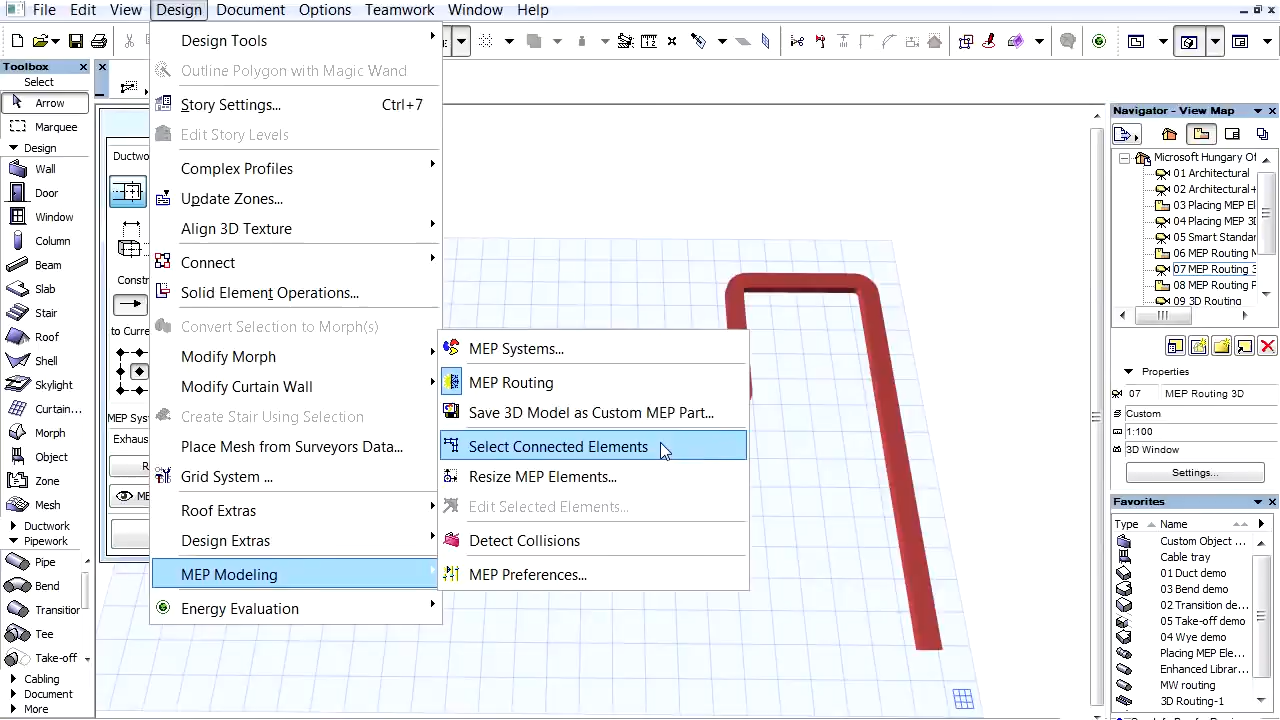 File Edit View Design Document Options Teamwork Window Help
Toolbox
Select
Arrow
Marquee
Design
Wall
Door
Window
Column
Beam
Slab
Stair
Roof
Shell
Skylight
Curtain...
Morph
Object
Zone
Mesh
Ductwork
Pipework
Pipe
Bend
Transition
Tee
Take-off
Cabling
Document
More
Ductwo
Constr
to Curre
MEP Sys
Exhaus
R
ME
Design Tools
Outline Polygon with Magic Wand
Story Settings... Ctrl+7
Edit Story Levels
Complex Profiles
Update Zones...
Align 3D Texture
Connect
Solid Element Operations...
Convert Selection to Morph(s)
Modify Morph
Modify Curtain Wall
Create Stair Using Selection
Place Mesh from Surveyors Data...
Grid System ...
Roof Extras
Design Extras
MEP Modeling
Energy Evaluation
MEP Systems...
MEP Routing
Save 3D Model as Custom MEP Part...
Select Connected Elements
Resize MEP Elements...
Edit Selected Elements...
Detect Collisions
MEP Preferences...
Navigator - View Map
Microsoft Hungary Of
01 Architectural
02 Architectural+
03 Placing MEP El
04 Placing MEP 3D
05 Smart Standar
06 MEP Routing
07 MEP Routing 3
08 MEP Routing P
09 3D Routing
Properties
07 MEP Routing 3D
Custom
1:100
3D Window
Settings...
Favorites
Type Name
Custom Object ...
Cable tray
01 Duct demo
03 Bend demo
02 Transition de...
05 Take-off demo
04 Wye demo
Placing MEP Ele...
Enhanced Librar...
MW routing
3D Routing-1